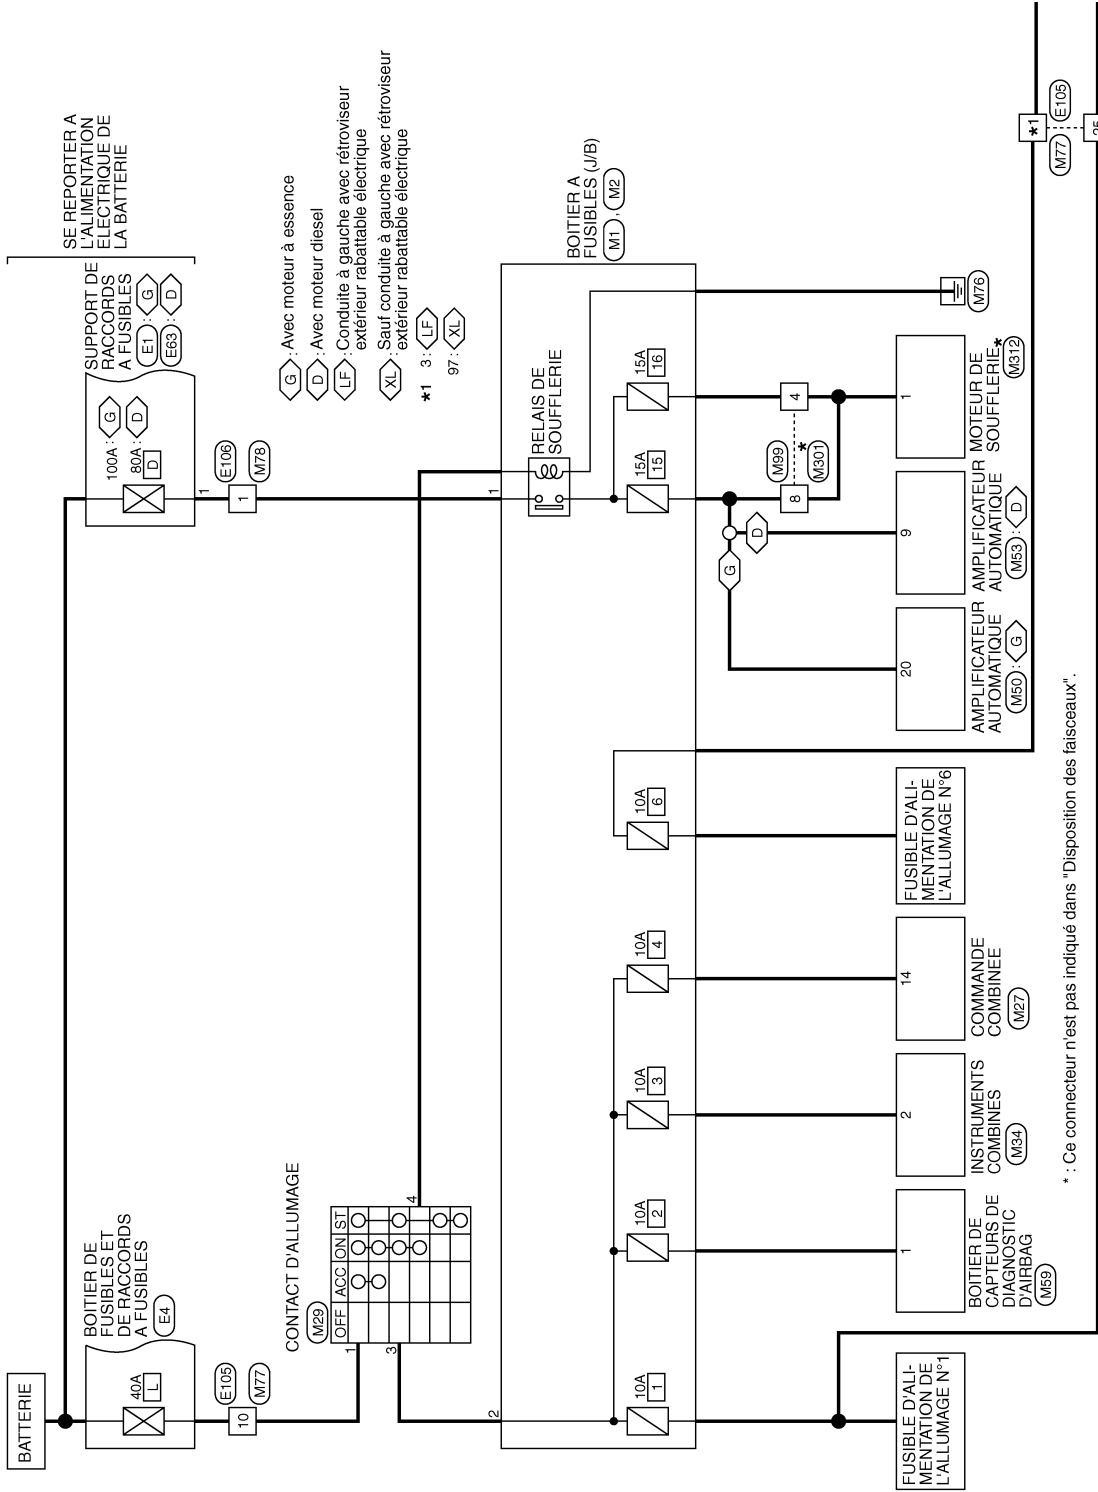 BATTERIE
BOITIER DE
FUSIBLES ET
DE RACCORDS
A FUSIBLES
E4
40A
L
10
E105
M77
SUPPORT DE
RACCORDS
A FUSIBLES
E1 : G
E63 : D
100A : G
80A : D
D
1
1
E106
M78
SE REPORTER A
L'ALIMENTATION
ELECTRIQUE DE
LA BATTERIE
G : Avec moteur à essence
D : Avec moteur diesel
LF : Conduite à gauche avec rétroviseur
extérieur rabattable électrique
XL : Sauf conduite à gauche avec rétroviseur
extérieur rabattable électrique
*1 3 : LF
97 : XL
CONTACT D'ALLUMAGE
M29
OFF ACC ON ST
1
3
4
BOITIER A
FUSIBLES (J/B)
M1 , M2
2
1
RELAIS DE
SOUFFLERIE
10A
1
10A
2
10A
3
10A
4
10A
6
15A
15
15A
16
8
4
M99
*
M301
G
D
M76
FUSIBLE D'ALI-
MENTATION DE
L'ALLUMAGE N°1
1
BOITIER DE
CAPTEURS DE
DIAGNOSTIC
D'AIRBAG
M59
2
INSTRUMENTS
COMBINES
M34
14
COMMANDE
COMBINEE
M27
FUSIBLE D'ALI-
MENTATION DE
L'ALLUMAGE N°6
20
AMPLIFICATEUR
AUTOMATIQUE
M50 : G
9
AMPLIFICATEUR
AUTOMATIQUE
M53 : D
1
MOTEUR DE
SOUFFLERIE
*
M312
*1
M77
E105
* : Ce connecteur n'est pas indiqué dans "Disposition des faisceaux".